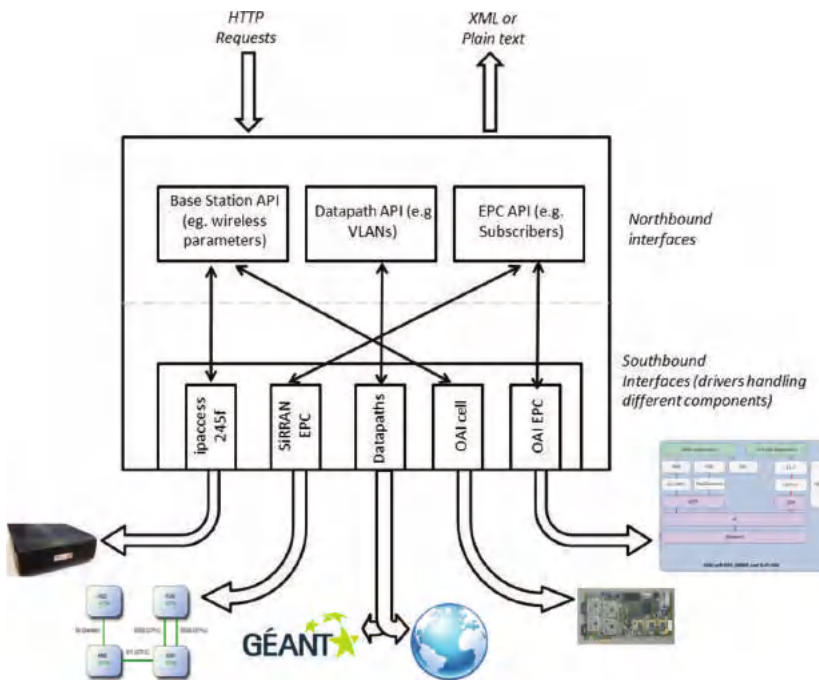 HTTP
Requests
XML or
Plain text
Base Station API
(eg. wireless
parameters)
Datapath API (e.g
VLANs)
EPC API (e.g.
Subscribers)
Northbound
interfaces
Southbound
Interfaces (drivers handling
different components)
ipaccess
245f
SiRRAN
EPC
Datapaths
OAI cell
OAI EPC
GÉANT